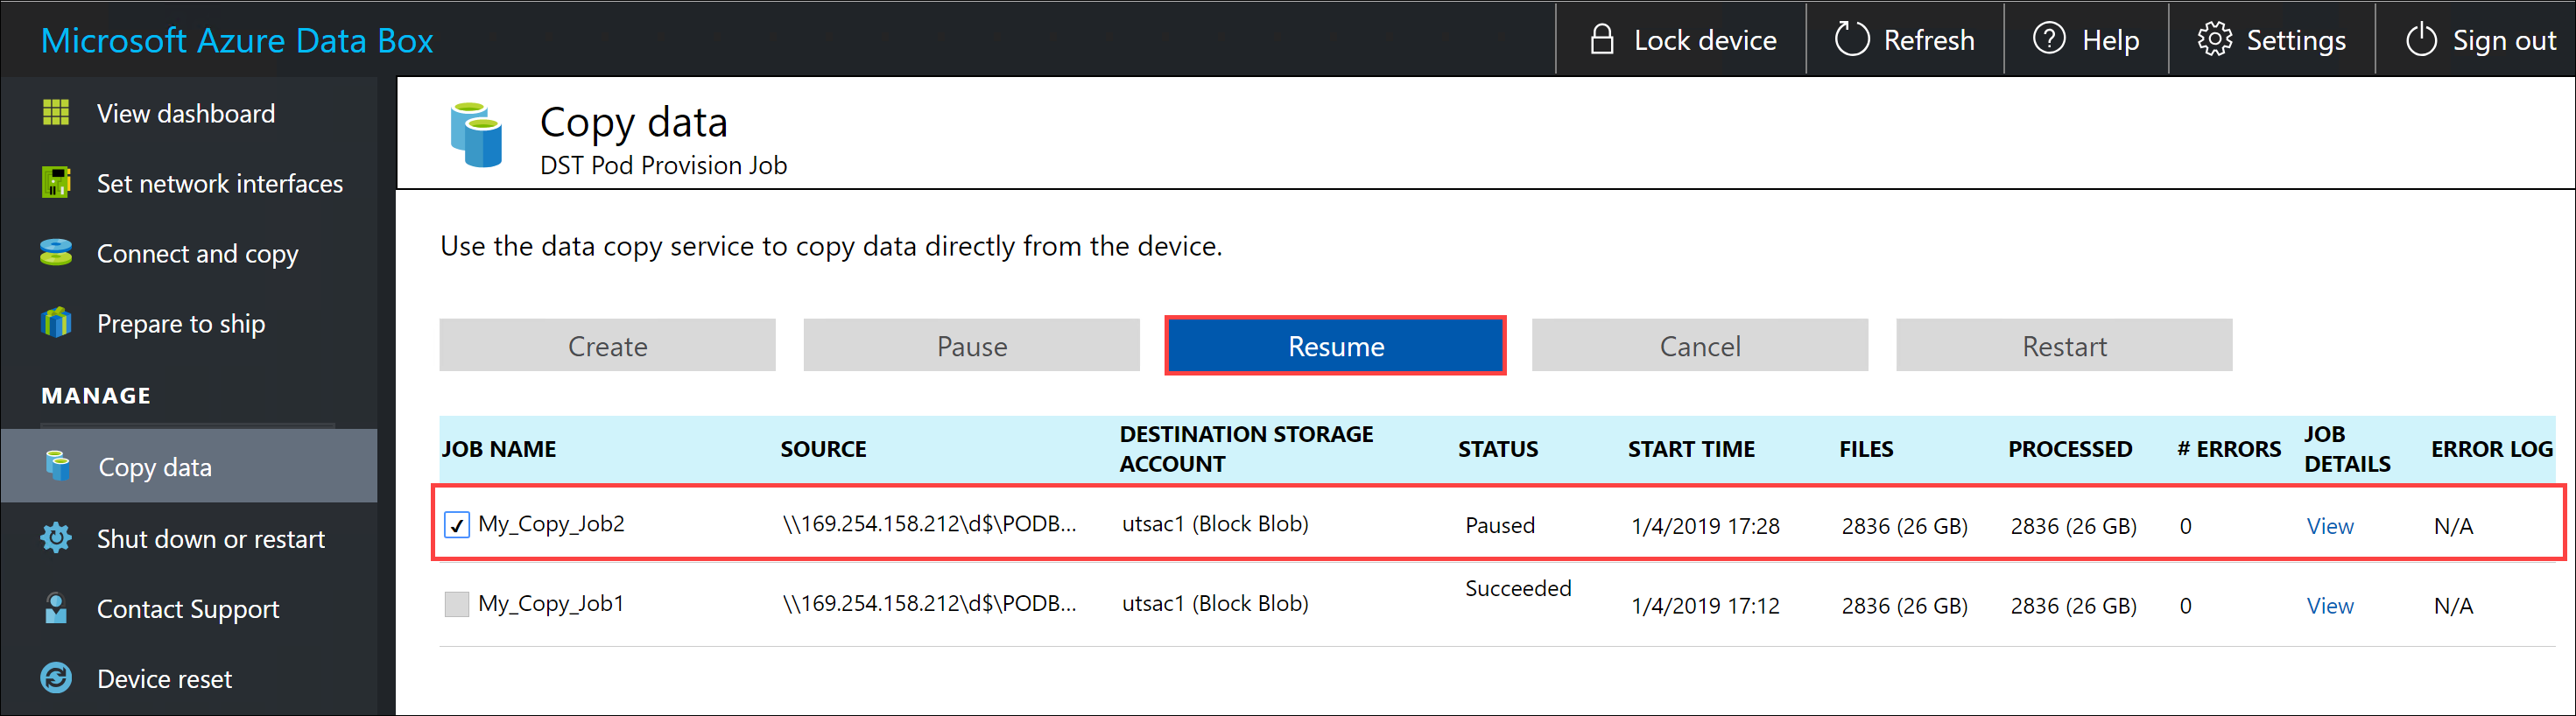 Microsoft Azure Data Box
Lock device
Refresh
Help
Settings
Sign out
View dashboard
Set network interfaces
Connect and copy
Prepare to ship
MANAGE
Copy data
Shut down or restart
Contact Support
Device reset
Copy data
DST Pod Provision Job
Use the data copy service to copy data directly from the device.
Create
Pause
Resume
Cancel
Restart
JOB NAME SOURCE DESTINATION STORAGE ACCOUNT STATUS START TIME FILES PROCESSED # ERRORS JOB DETAILS ERROR LOG
My_Copy_Job2 \\169.254.158.212\d$\PODB... utsac1 (Block Blob) Paused 1/4/2019 17:28 2836 (26 GB) 2836 (26 GB) 0 View N/A
My_Copy_Job1 \\169.254.158.212\d$\PODB... utsac1 (Block Blob) Succeeded 1/4/2019 17:12 2836 (26 GB) 2836 (26 GB) 0 View N/A